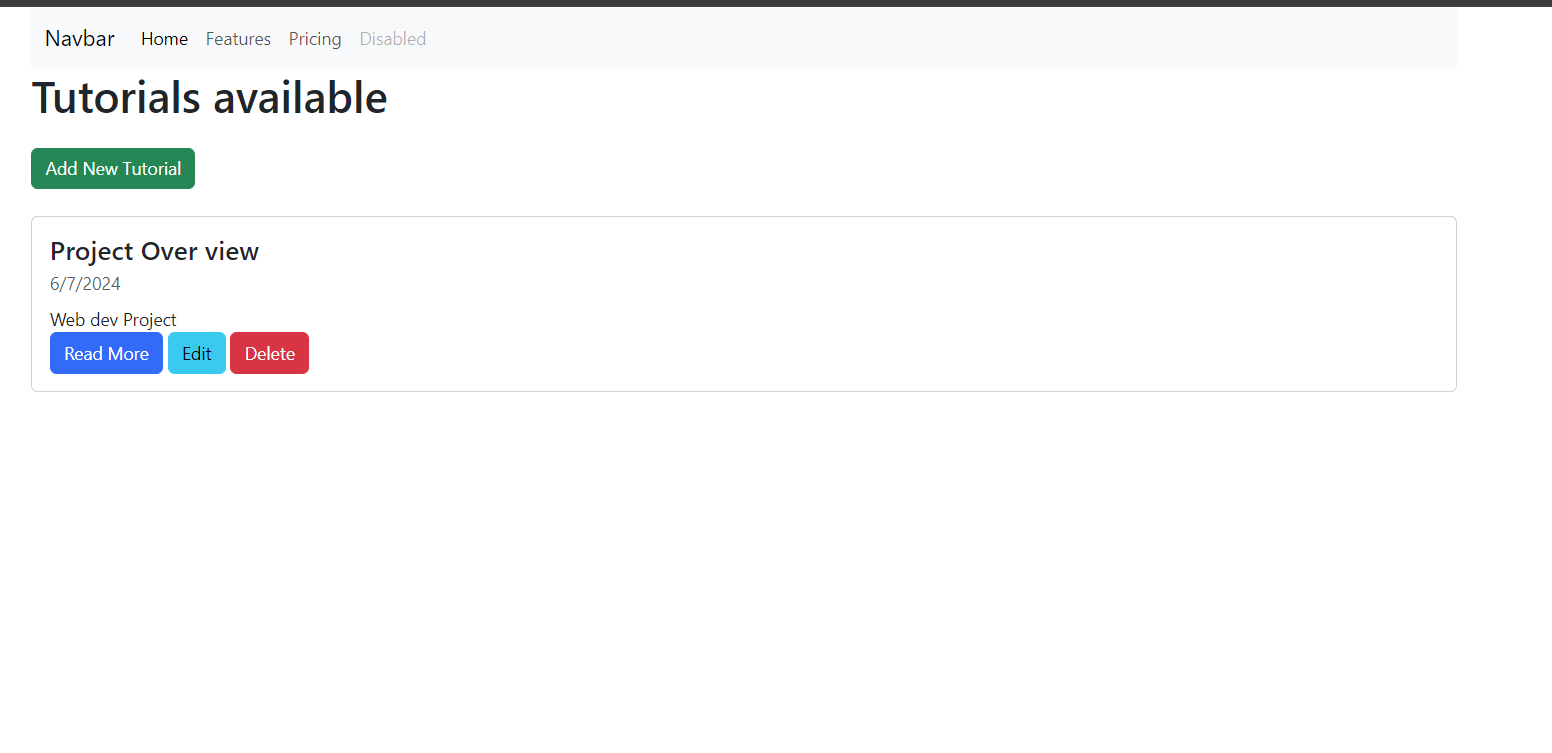 Navbar Home Features Pricing Disabled
Tutorials available
Add New Tutorial
Project Over view
6/7/2024
Web dev Project
Read More Edit Delete